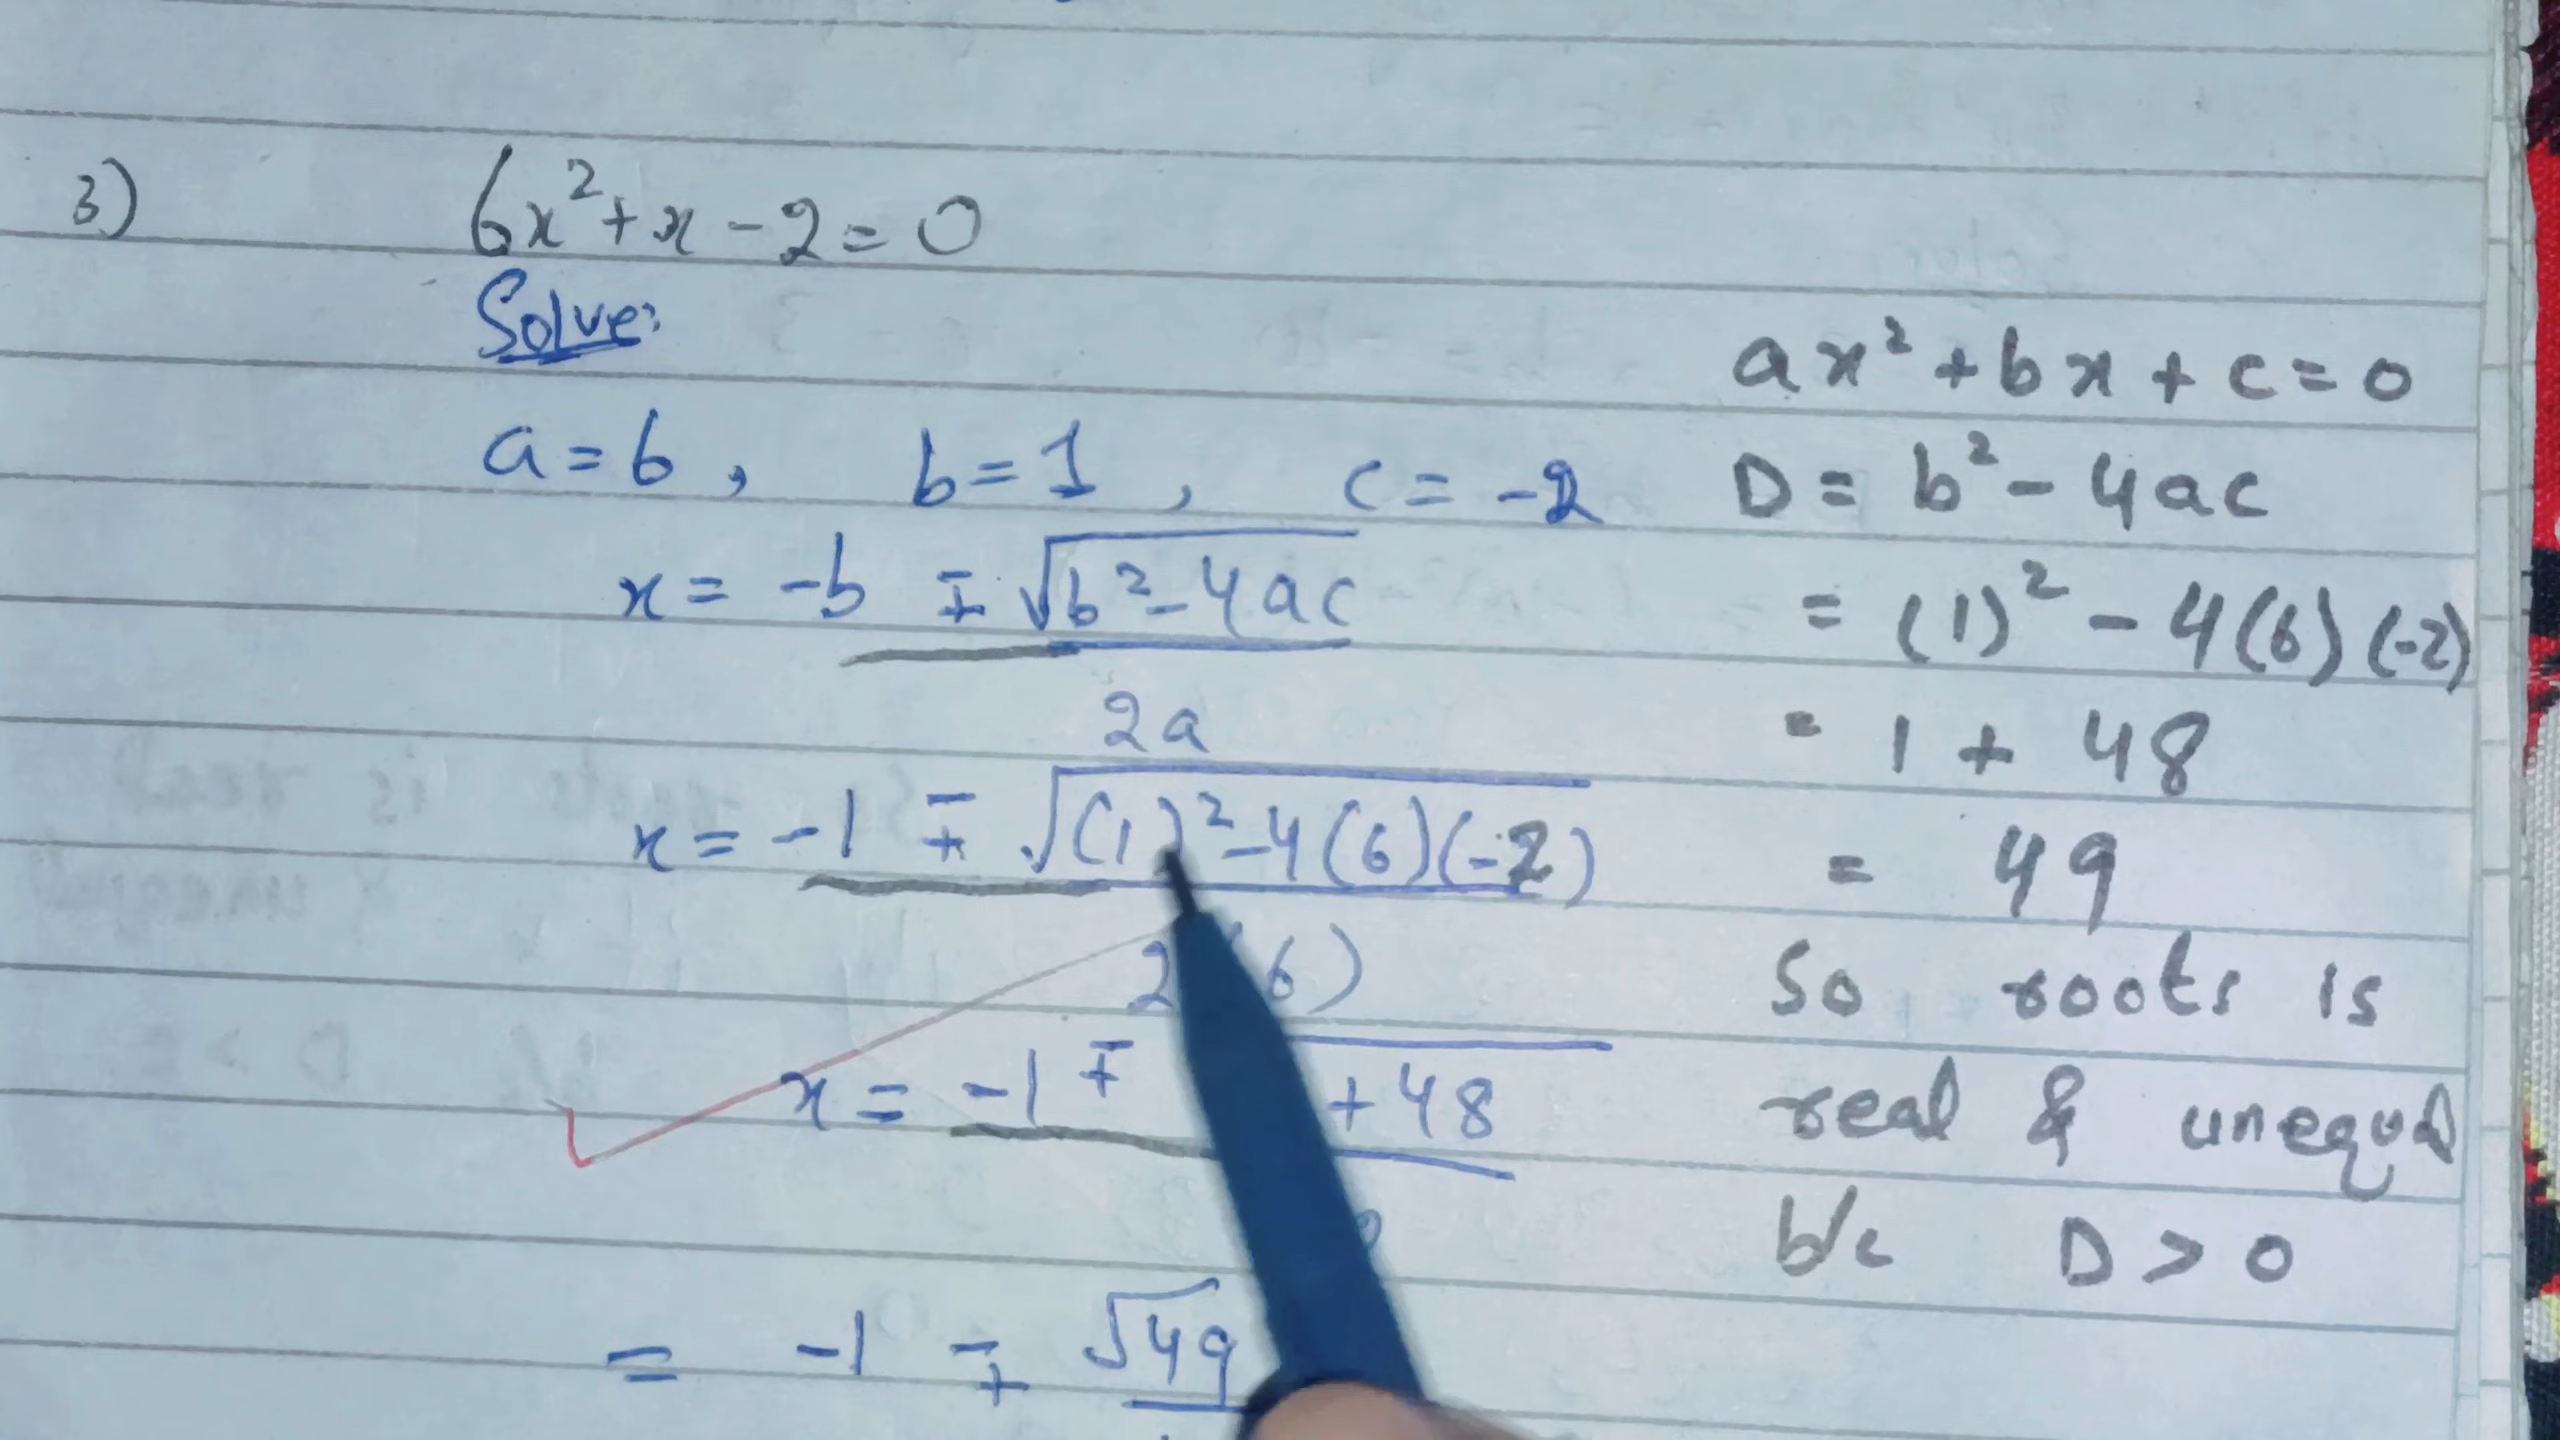 3) 6x² + x - 2 = 0
Solve:
a = 6 , b = 1 , c = -2
x = -b ∓ √b² - 4ac
2a
x = -1 ∓ √(1)² - 4(6)(-2)
2(6)
x = -1 ∓ + 48
= -1 ∓ √49
ax² + bx + c = 0
D = b² - 4ac
= (1)² - 4(6)(-2)
= 1 + 48
= 49
So roots is
real & unequal
b/c D > 0